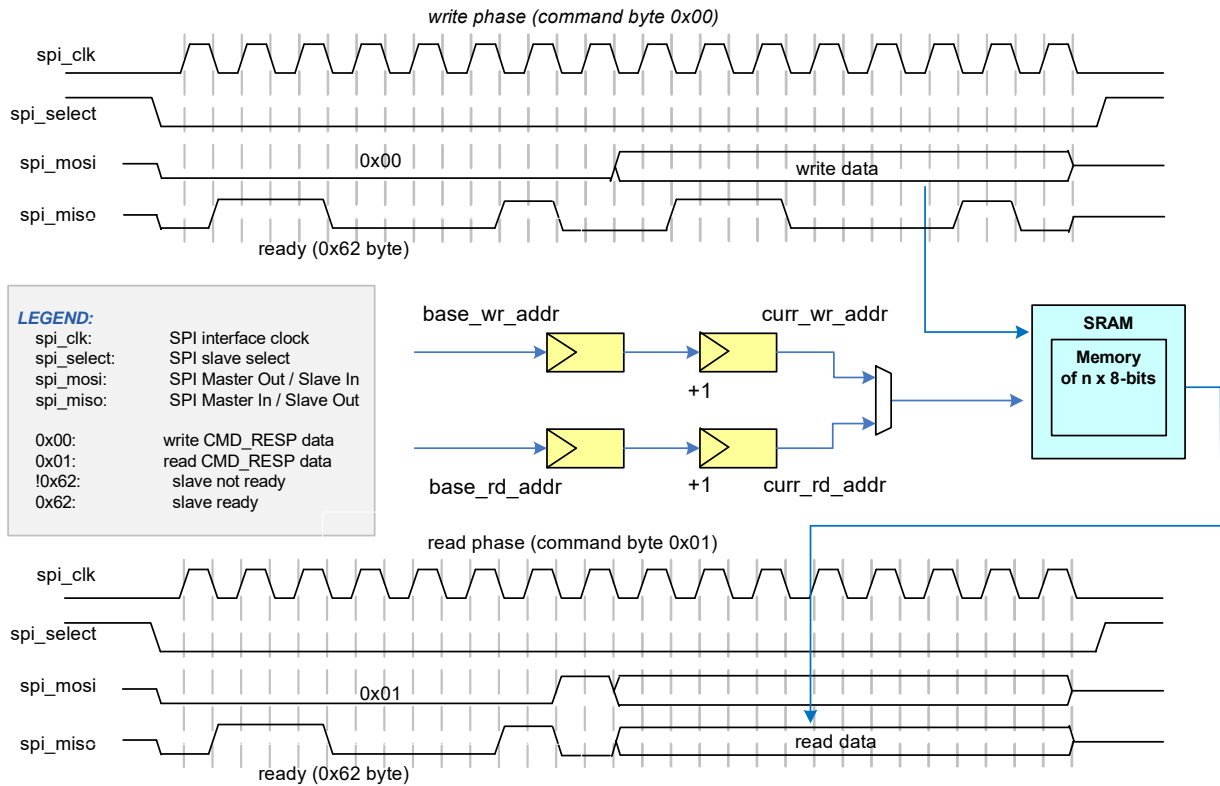 write phase (command byte 0x00)
spi_clk
spi_select
spi_mosi
0x00
write data
spi_miso
ready (0x62 byte)
LEGEND:
spi_clk: SPI interface clock
spi_select: SPI slave select
spi_mosi: SPI Master Out / Slave In
spi_miso: SPI Master In / Slave Out
0x00: write CMD_RESP data
0x01: read CMD_RESP data
!0x62: slave not ready
0x62: slave ready
base_wr_addr
curr_wr_addr
+1
base_rd_addr
+1
curr_rd_addr
SRAM
Memory
of n x 8-bits
read phase (command byte 0x01)
spi_clk
spi_select
spi_mosi
0x01
spi_miso
read data
ready (0x62 byte)